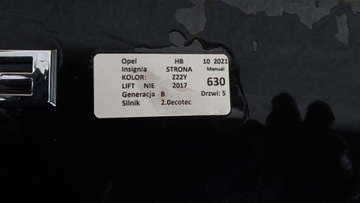 Opel HB 10 2021
Insignia STRONA Manual
KOLOR: Z22Y 630
LIFT NIE 2017
Generacja B Drzwi: 5
Silnik 2.0ecotec